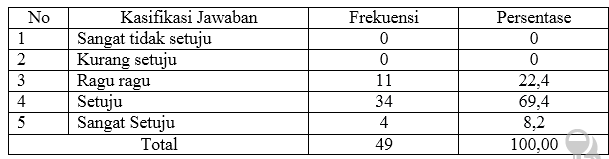 No Kasifikasi Jawaban Frekuensi Persentase
1 Sangat tidak setuju 0 0
2 Kurang setuju 0 0
3 Ragu ragu 11 22,4
4 Setuju 34 69,4
5 Sangat Setuju 4 8,2
Total 49 100,00